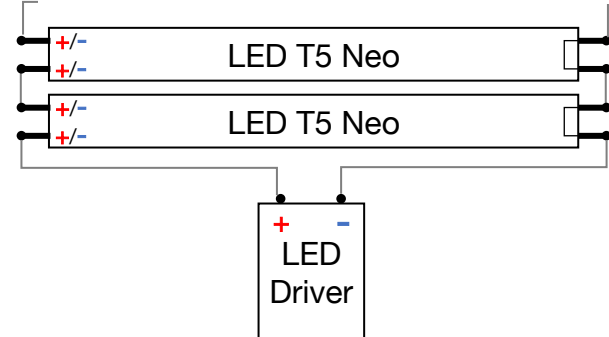 +/-
LED T5 Neo
+/-
+/-
LED T5 Neo
+/-
+ -
LED
Driver